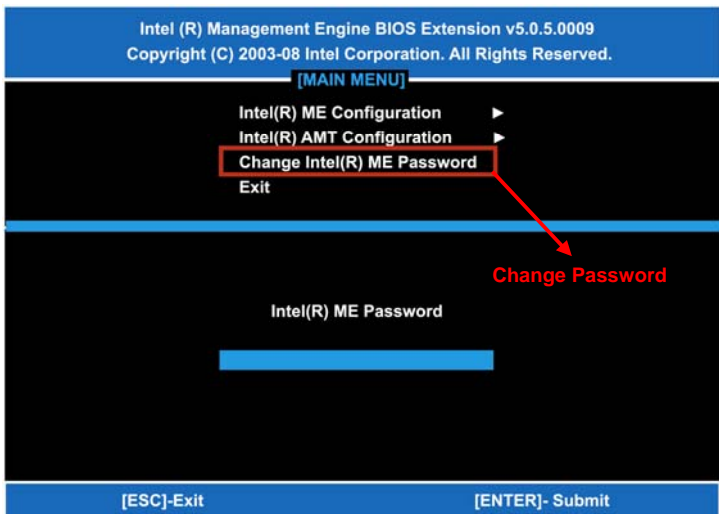 Intel (R) Management Engine BIOS Extension v5.0.5.0009
Copyright (C) 2003-08 Intel Corporation. All Rights Reserved.
[MAIN MENU]
Intel(R) ME Configuration ►
Intel(R) AMT Configuration ►
Change Intel(R) ME Password
Exit
Change Password
Intel(R) ME Password
[ESC]-Exit [ENTER]- Submit